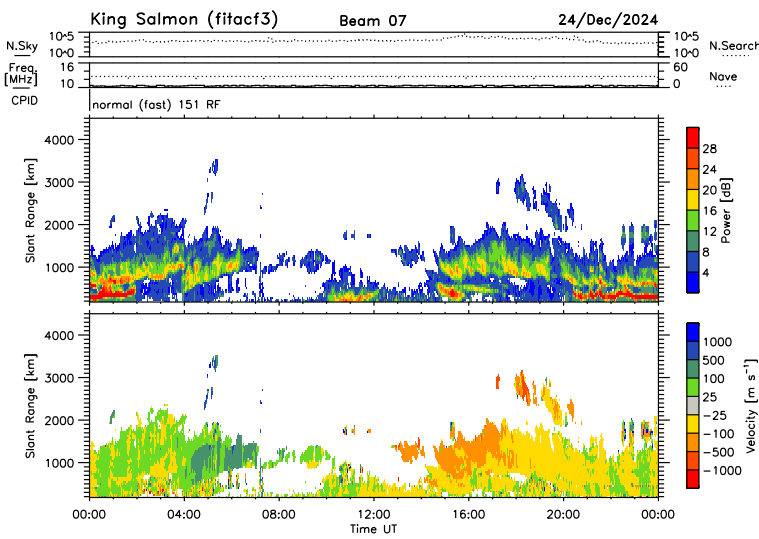 King Salmon (fitacf3) Beam 07 24/Dec/2024
N.Sky 10^5 10^0 10^5 10^0 N.Search
Freq. [MHz] 16 10 60 0 Nave
CPID normal (fast) 151 RF
Slant Range [km] 4000 3000 2000 1000
Power [dB] 28 24 20 16 12 8 4
Slant Range [km] 4000 3000 2000 1000
Velocity [m s⁻¹] 1000 500 100 25 −25 −100 −500 −1000
00:00 04:00 08:00 12:00 16:00 20:00 00:00
Time UT